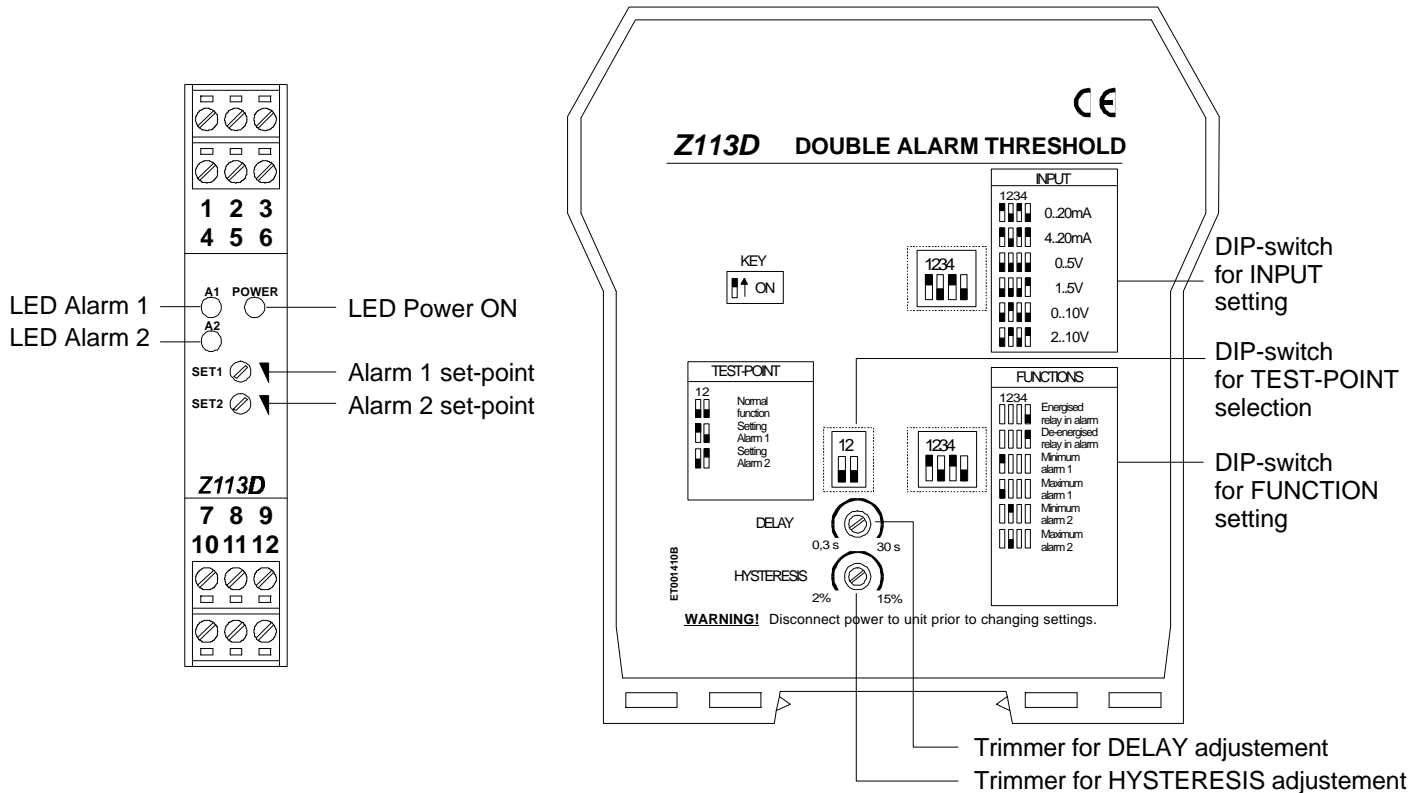 1 2 3
4 5 6
A1 POWER
A2
LED Alarm 1
LED Alarm 2
LED Power ON
SET1
SET2
Alarm 1 set-point
Alarm 2 set-point
Z113D
7 8 9
10 11 12
CE
Z113D DOUBLE ALARM THRESHOLD
INPUT
1234
0..20mA
4..20mA
0..5V
1..5V
0..10V
2..10V
KEY
ON
1234
DIP-switch
for INPUT
setting
DIP-switch
for TEST-POINT
selection
DIP-switch
for FUNCTION
setting
TEST-POINT
12
Normal
function
Setting
Alarm 1
Setting
Alarm 2
12
1234
FUNCTIONS
1234
Energised
relay in alarm
De-energised
relay in alarm
Minimum
alarm 1
Maximum
alarm 1
Minimum
alarm 2
Maximum
alarm 2
DELAY
0,3 s 30 s
HYSTERESIS
2% 15%
ET001410B
WARNING! Disconnect power to unit prior to changing settings.
Trimmer for DELAY adjustement
Trimmer for HYSTERESIS adjustement